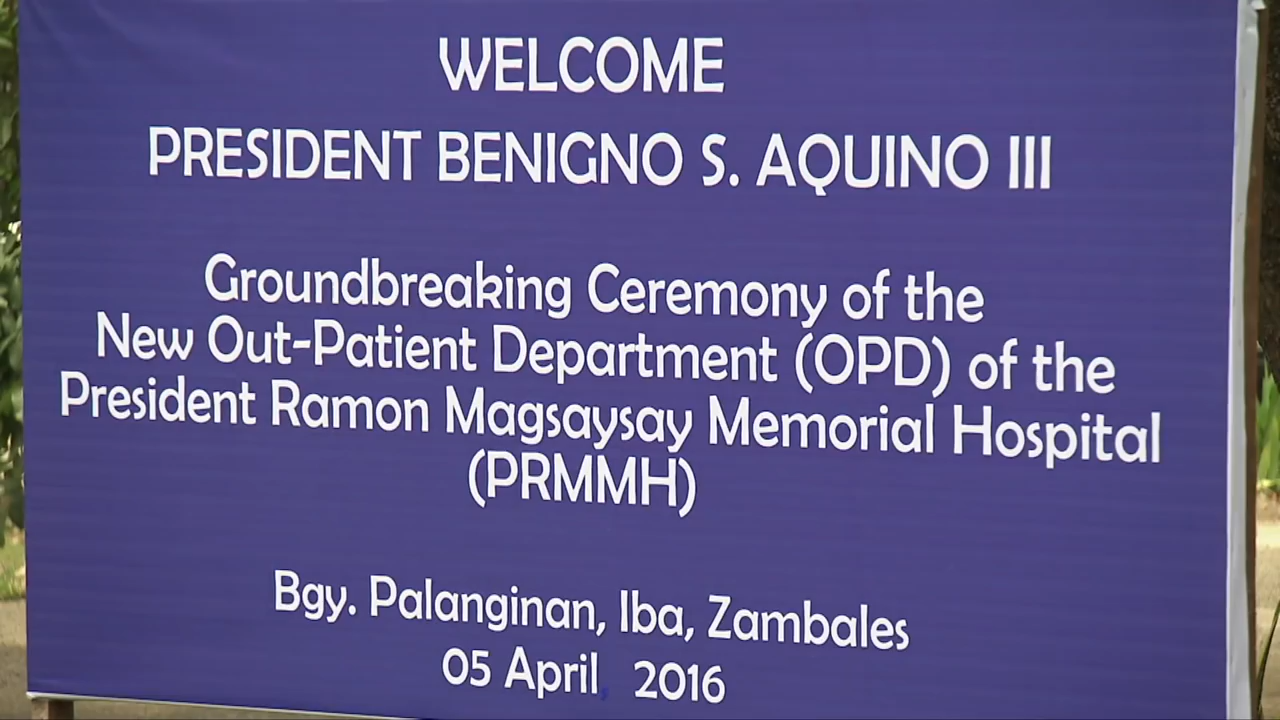 WELCOME
PRESIDENT BENIGNO S. AQUINO III
Groundbreaking Ceremony of the
New Out-Patient Department (OPD) of the
President Ramon Magsaysay Memorial Hospital
(PRMMH)
Bgy. Palanginan, Iba, Zambales
05 April, 2016